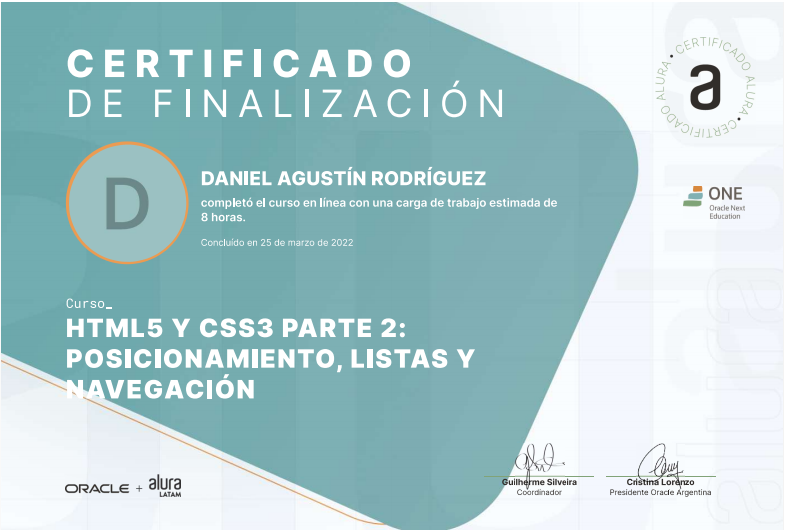 CERTIFICADO
DE FINALIZACIÓN
CERTIFICADO ALURA • CERTIFICADO ALURA •
a
D
DANIEL AGUSTÍN RODRÍGUEZ
completó el curso en línea con una carga de trabajo estimada de
8 horas.
Concluído en 25 de marzo de 2022
ONE
Oracle Next
Education
Curso_
HTML5 Y CSS3 PARTE 2:
POSICIONAMIENTO, LISTAS Y
NAVEGACIÓN
ORACLE + alura
LATAM
Guilherme Silveira
Coordinador
Cristina Lorenzo
Presidente Oracle Argentina
alura